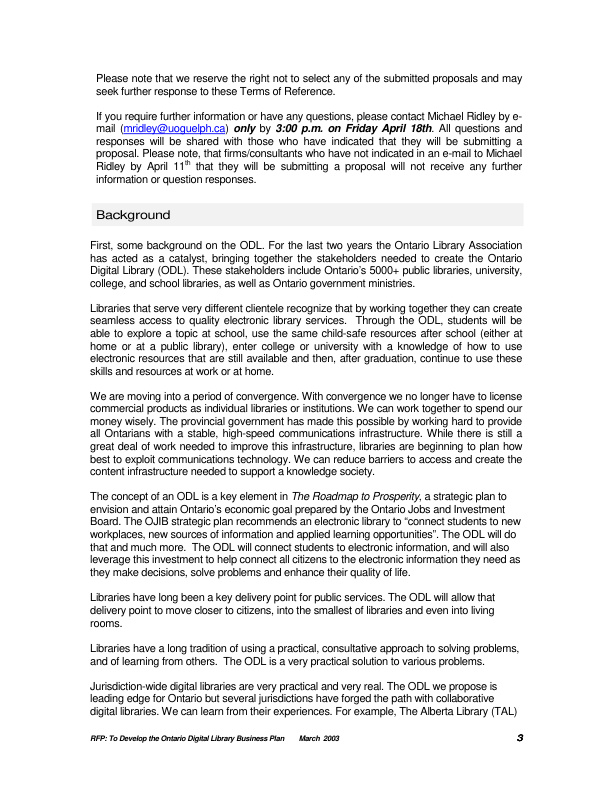 Please note that we reserve the right not to select any of the submitted proposals and may
seek further response to these Terms of Reference.
If you require further information or have any questions, please contact Michael Ridley by e-
mail (mridley@uoguelph.ca) only by 3:00 p.m. on Friday April 18th. All questions and
responses will be shared with those who have indicated that they will be submitting a
proposal. Please note, that firms/consultants who have not indicated in an e-mail to Michael
Ridley by April 11th that they will be submitting a proposal will not receive any further
information or question responses.
Background
First, some background on the ODL. For the last two years the Ontario Library Association
has acted as a catalyst, bringing together the stakeholders needed to create the Ontario
Digital Library (ODL). These stakeholders include Ontario's 5000+ public libraries, university,
college, and school libraries, as well as Ontario government ministries.
Libraries that serve very different clientele recognize that by working together they can create
seamless access to quality electronic library services. Through the ODL, students will be
able to explore a topic at school, use the same child-safe resources after school (either at
home or at a public library), enter college or university with a knowledge of how to use
electronic resources that are still available and then, after graduation, continue to use these
skills and resources at work or at home.
We are moving into a period of convergence. With convergence we no longer have to license
commercial products as individual libraries or institutions. We can work together to spend our
money wisely. The provincial government has made this possible by working hard to provide
all Ontarians with a stable, high-speed communications infrastructure. While there is still a
great deal of work needed to improve this infrastructure, libraries are beginning to plan how
best to exploit communications technology. We can reduce barriers to access and create the
content infrastructure needed to support a knowledge society.
The concept of an ODL is a key element in The Roadmap to Prosperity, a strategic plan to
envision and attain Ontario's economic goal prepared by the Ontario Jobs and Investment
Board. The OJIB strategic plan recommends an electronic library to "connect students to new
workplaces, new sources of information and applied learning opportunities". The ODL will do
that and much more. The ODL will connect students to electronic information, and will also
leverage this investment to help connect all citizens to the electronic information they need as
they make decisions, solve problems and enhance their quality of life.
Libraries have long been a key delivery point for public services. The ODL will allow that
delivery point to move closer to citizens, into the smallest of libraries and even into living
rooms.
Libraries have a long tradition of using a practical, consultative approach to solving problems,
and of learning from others. The ODL is a very practical solution to various problems.
Jurisdiction-wide digital libraries are very practical and very real. The ODL we propose is
leading edge for Ontario but several jurisdictions have forged the path with collaborative
digital libraries. We can learn from their experiences. For example, The Alberta Library (TAL)
RFP: To Develop the Ontario Digital Library Business Plan March 2003 3